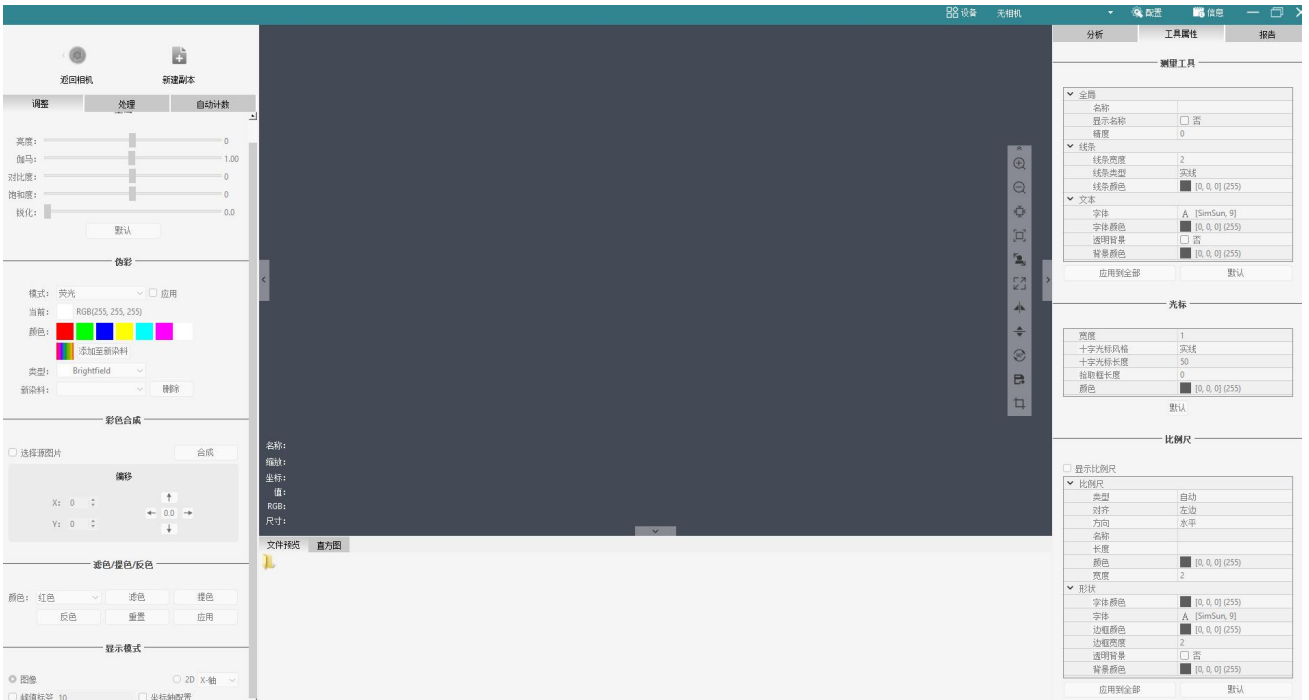 设备 无相机 配置 信息
返回相机 新建副本
调整 处理 自动计数
亮度: 0
伽马: 1.00
对比度: 0
饱和度: 0
锐化: 0.0
默认
伪彩
模式: 荧光 应用
当前: RGB(255, 255, 255)
颜色:
添加至新染料
类型: Brightfield
新染料: 删除
彩色合成
选择源图片 合成
偏移
X: 0
0.0
Y: 0
滤色/提色/反色
颜色: 红色 滤色 提色
反色 重置 应用
显示模式
图像 2D X-轴
峰值标签 10 坐标轴配置
名称:
缩放:
坐标:
值:
RGB:
尺寸:
文件预览 直方图
分析 工具属性 报告
测量工具
全局
名称
显示名称 否
精度 0
线条
线条宽度 2
线条类型 实线
线条颜色 [0, 0, 0] (255)
文本
字体 A [SimSun, 9]
字体颜色 [0, 0, 0] (255)
透明背景 否
背景颜色 [0, 0, 0] (255)
应用到全部 默认
光标
宽度 1
十字光标风格 实线
十字光标长度 50
拾取框长度 0
颜色 [0, 0, 0] (255)
默认
比例尺
显示比例尺
比例尺
类型 自动
对齐 左边
方向 水平
名称
长度
颜色 [0, 0, 0] (255)
宽度 2
形状
字体颜色 [0, 0, 0] (255)
字体 A [SimSun, 9]
边框颜色 [0, 0, 0] (255)
边框宽度 2
透明背景 否
背景颜色 [0, 0, 0] (255)
应用到全部 默认